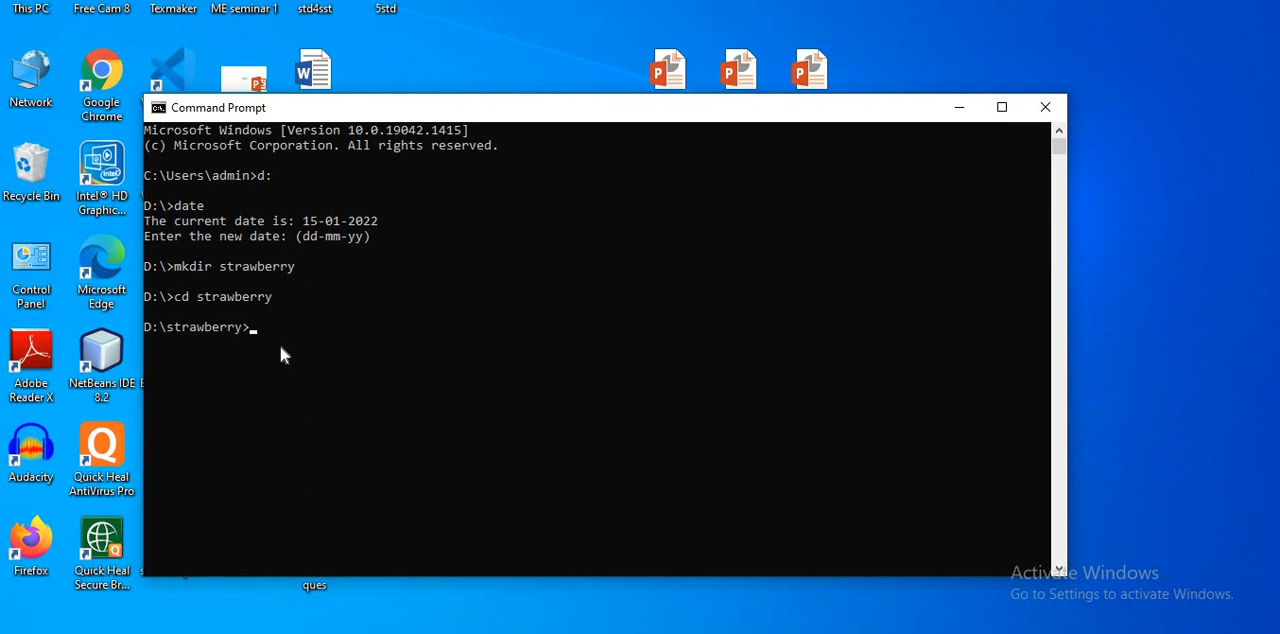 This PC
Free Cam 8
Texmaker
ME seminar 1
std4sst
5std
Network
Google
Chrome
Recycle Bin
Intel® HD
Graphic...
Control
Panel
Microsoft
Edge
Adobe
Reader X
NetBeans IDE
8.2
Audacity
Quick Heal
AntiVirus Pro
Firefox
Quick Heal
Secure Br...
ques
Command Prompt
Microsoft Windows [Version 10.0.19042.1415]
(c) Microsoft Corporation. All rights reserved.
C:\Users\admin>d:
D:\>date
The current date is: 15-01-2022
Enter the new date: (dd-mm-yy)
D:\>mkdir strawberry
D:\>cd strawberry
D:\strawberry>_
Activate Windows
Go to Settings to activate Windows.